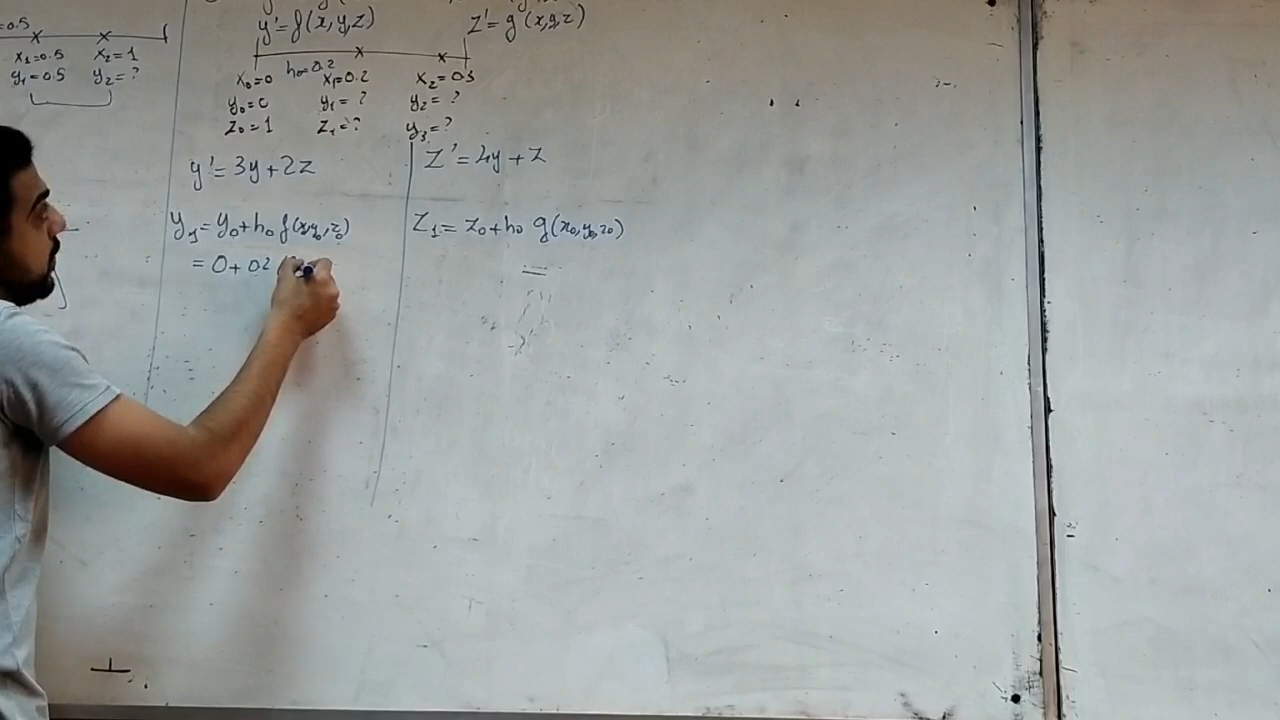 =0.5
x₁=0.5 x₂=1
y₁=0.5 y₂=?
y'=f(x,y,z) z'=g(x,y,z)
h₀=0.2
x₀=0 x₁=0.2 x₂=0.3
y₀=0 y₁=? y₂=?
z₀=1 z₁=? y₃=?
y'=3y+2z z'=4y+z
y₁=y₀+h₀ f(x₀,y₀,z₀) z₁=z₀+h₀ g(x₀,y₀,z₀)
=0+0.2 =